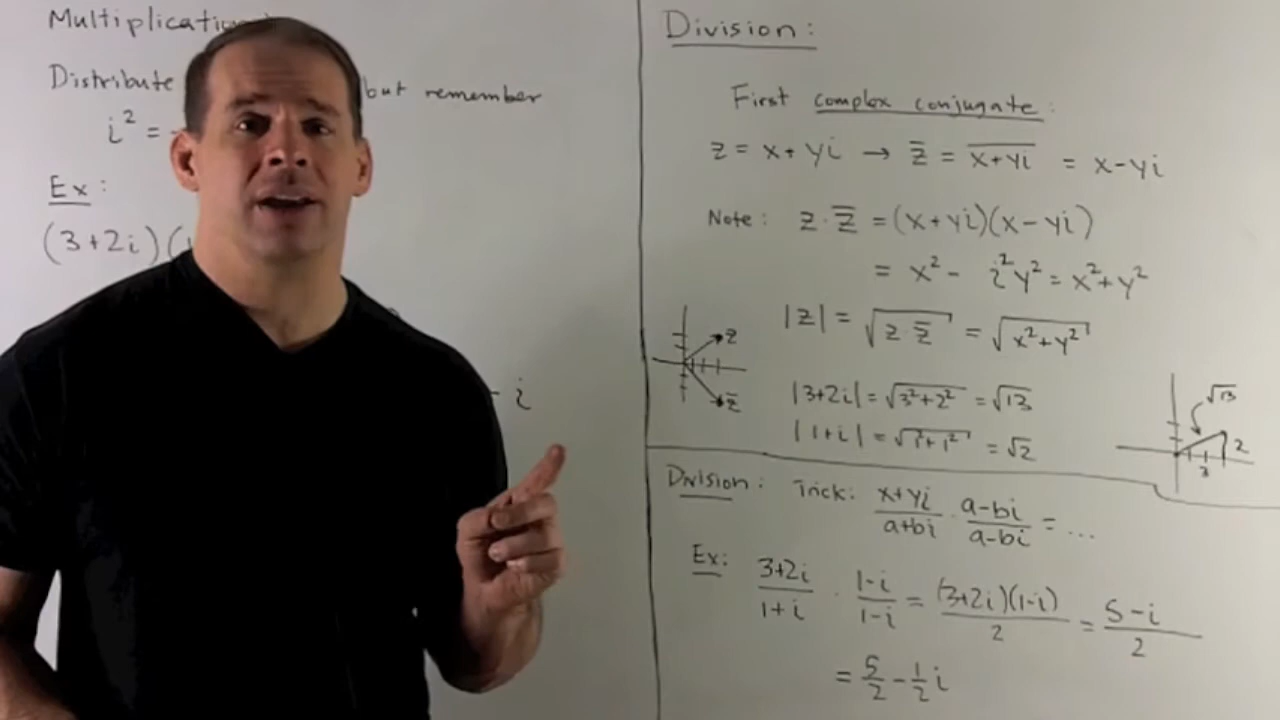 Multiplication
Distribute but remember
i² = -
Ex:
(3+2i)(
- i
Division:
First complex conjugate:
z = x + yi → z̅ = \overline{x+yi} = x-yi
Note: z · z̅ = (x+yi)(x-yi)
= x² - i²y² = x²+y²
|z| = √(z·z̅) = √(x²+y²)
z
z̅
|3+2i| = √(3²+2²) = √13
|1+i| = √(1²+1²) = √2
√13
2
3
Division: Trick: (x+yi)/(a+bi) · (a-bi)/(a-bi) = ...
Ex: (3+2i)/(1+i) · (1-i)/(1-i) = (3+2i)(1-i)/2 = (5-i)/2
= 5/2 - 1/2 i